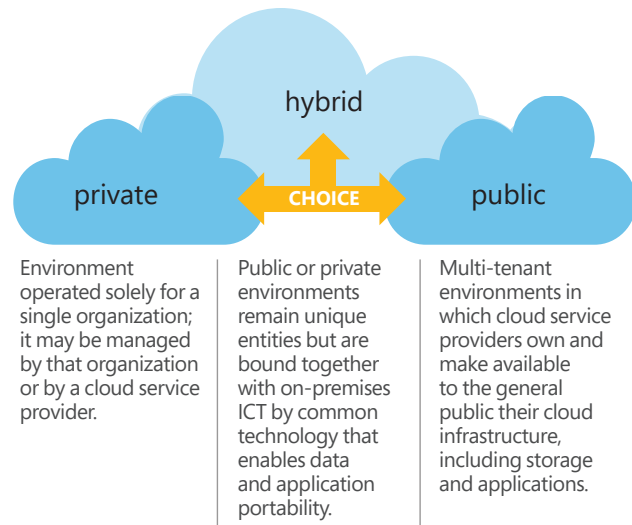 hybrid
private
CHOICE
public
Environment
operated solely for a
single organization;
it may be managed
by that organization
or by a cloud service
provider.
Public or private
environments
remain unique
entities but are
bound together
with on-premises
ICT by common
technology that
enables data
and application
portability.
Multi-tenant
environments in
which cloud service
providers own and
make available
to the general
public their cloud
infrastructure,
including storage
and applications.